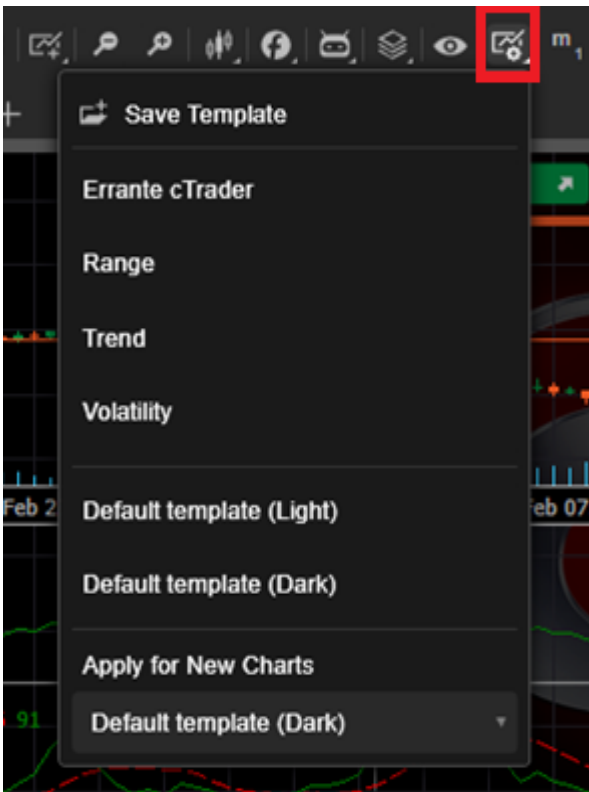 m1
Save Template
Errante cTrader
Range
Trend
Volatility
Feb 2
Feb 07
Default template (Light)
Default template (Dark)
Apply for New Charts
91
Default template (Dark)